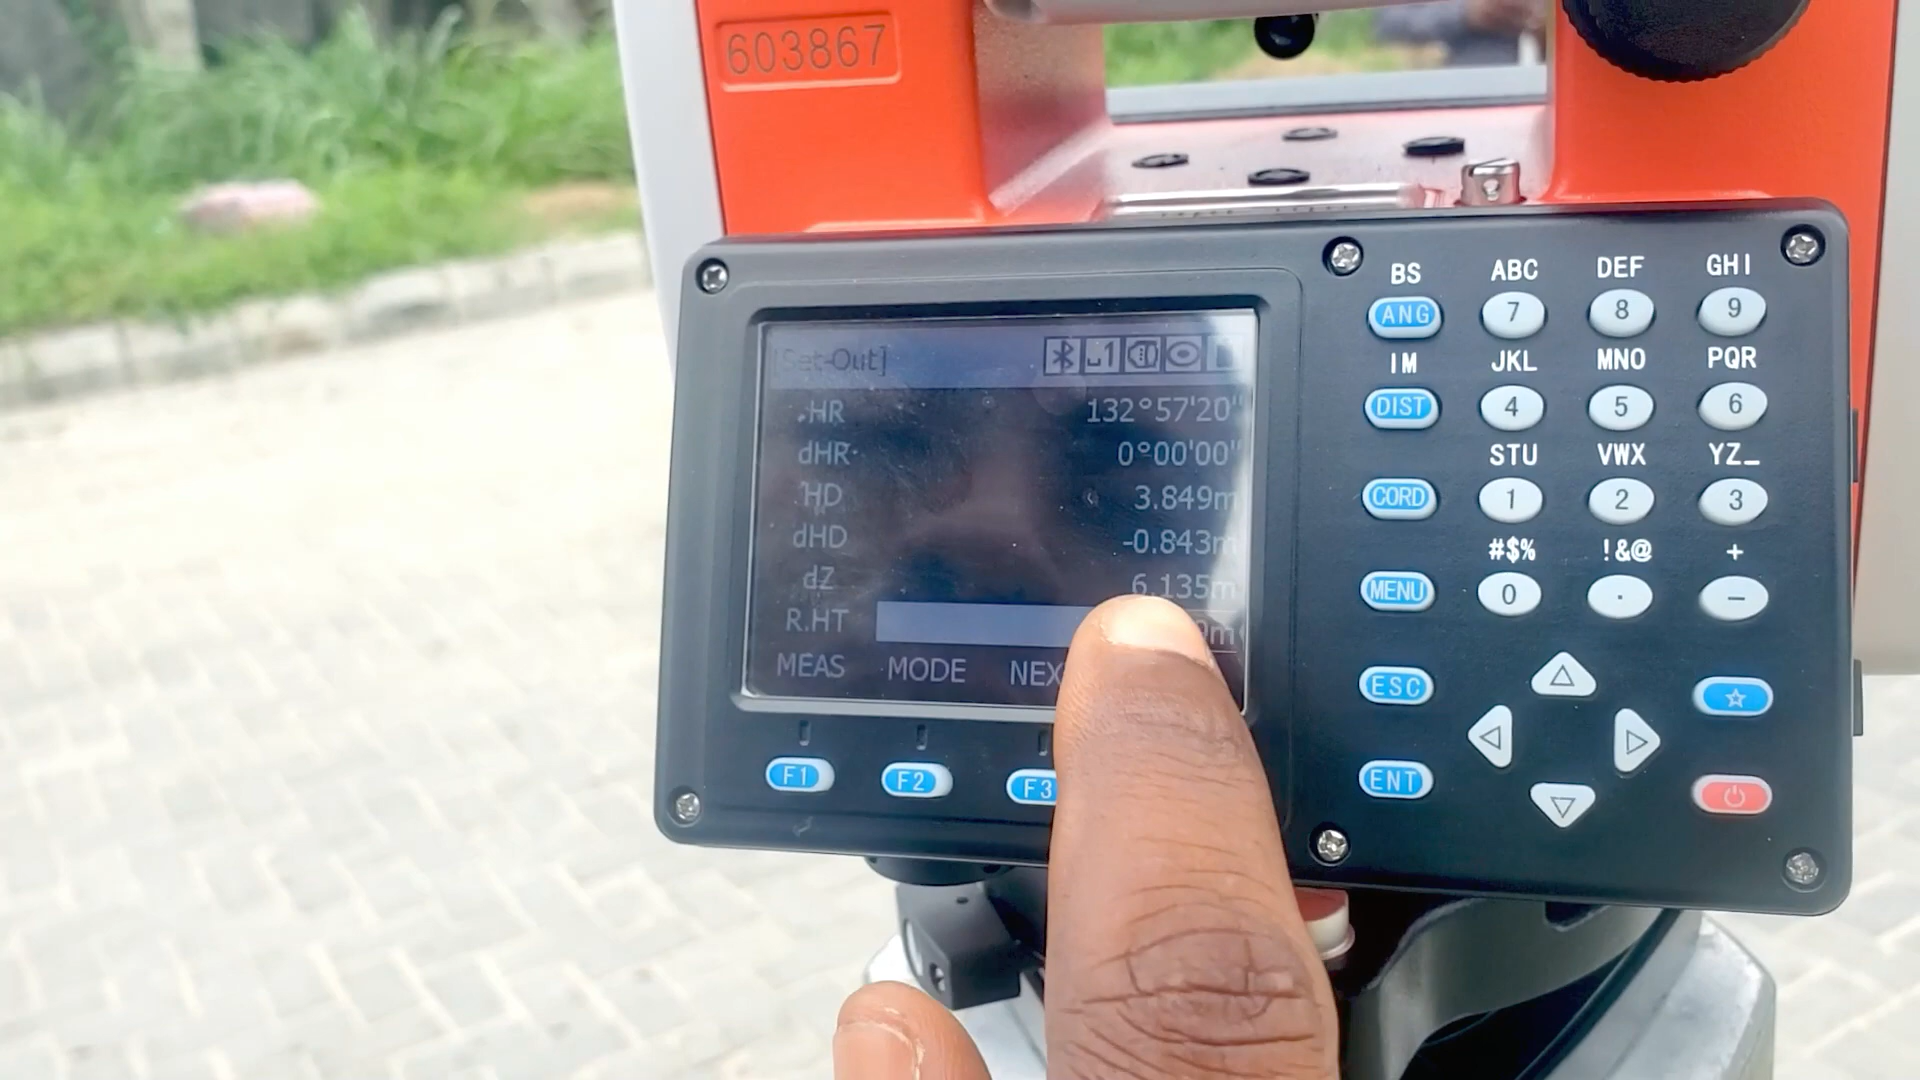 603867
[Set-Out]
HR 132°57'20"
dHR 0°00'00"
HD 3.849m
dHD -0.843m
dZ 6.135m
R.HT m
MEAS MODE
F1 F2 F3
BS ABC DEF GHI
ANG 7 8 9
IM JKL MNO PQR
DIST 4 5 6
STU VWX YZ_
CORD 1 2 3
#$% !&@ +
MENU 0 . -
ESC
ENT